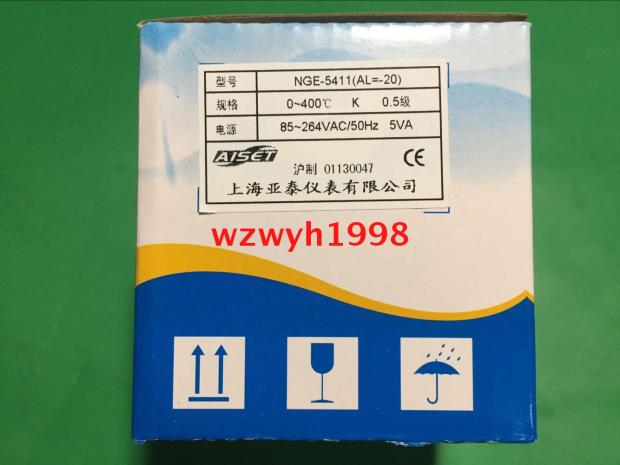 型号 NGE-5411(AL=-20)
规格 0~400℃ K 0.5级
电源 85~264VAC/50Hz 5VA
AISET 沪制 01130047 CE
上海亚泰仪表有限公司
wzwyh1998